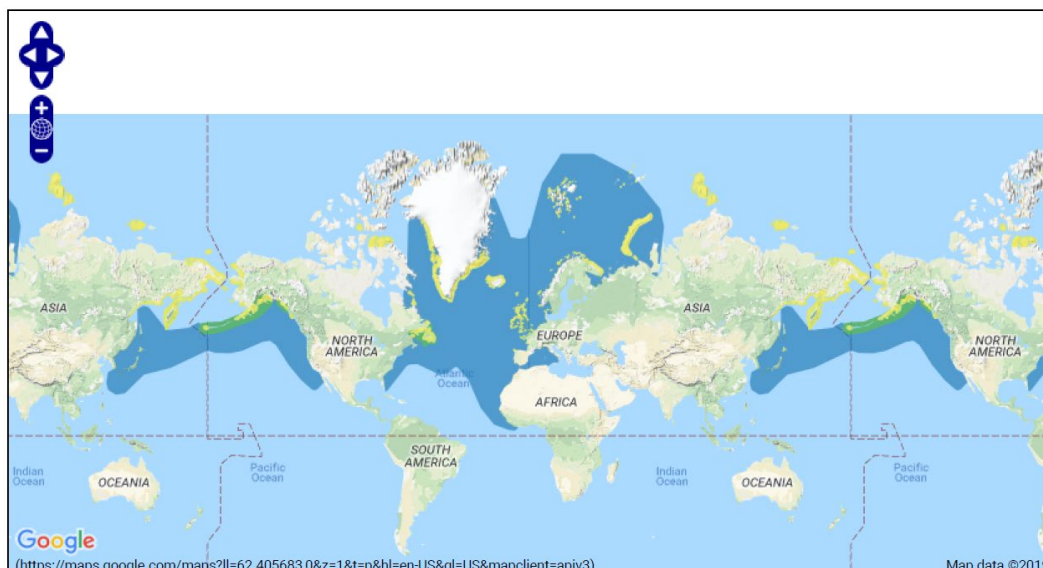 +
−
ASIA
NORTH
AMERICA
EUROPE
ASIA
NORTH
AMERICA
Atlantic
Ocean
AFRICA
SOUTH
AMERICA
Indian
Ocean
OCEANIA
Pacific
Ocean
Indian
Ocean
OCEANIA
Pacific
Ocean
Google
(https://maps.google.com/maps?ll=62.405683,0&z=1&t=p&hl=en-US&gl=US&mapclient=apiv3)
Map data ©2019